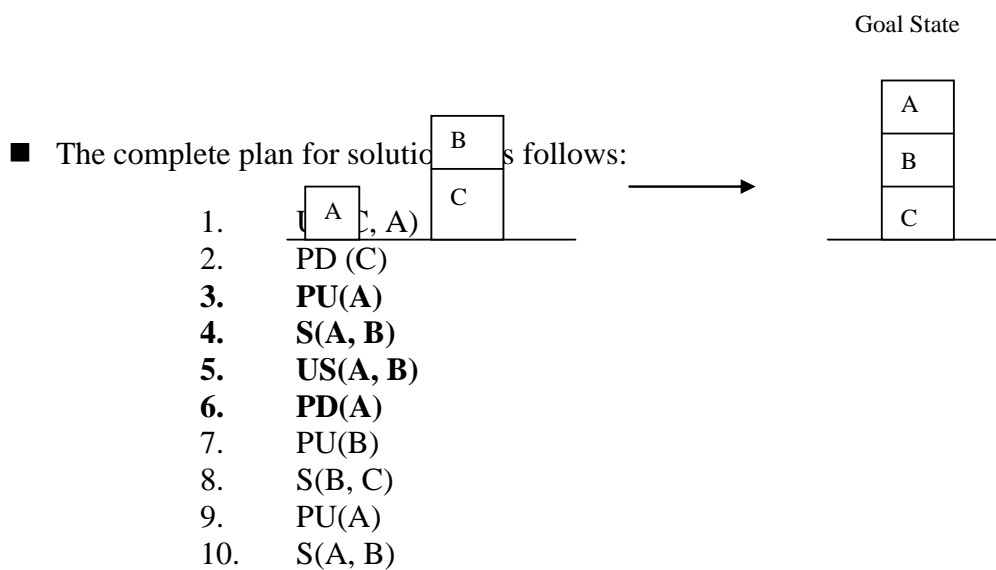 Goal State
A
B
C
B
C
A
■ The complete plan for follows:
1. A)
2. PD (C)
3. PU(A)
4. S(A, B)
5. US(A, B)
6. PD(A)
7. PU(B)
8. S(B, C)
9. PU(A)
10. S(A, B)